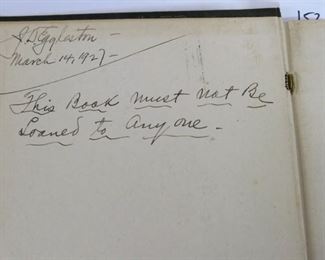 J D Eggleston -
March 14, 1927 -
This Book Must Not Be
Loaned to Anyone -